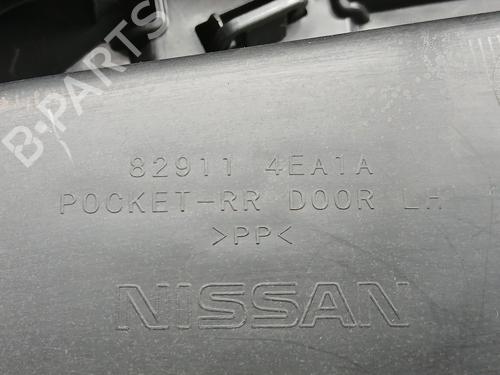 B-PARTS
82911 4EA1A
POCKET-RR DOOR LH
>PP<
NISSAN